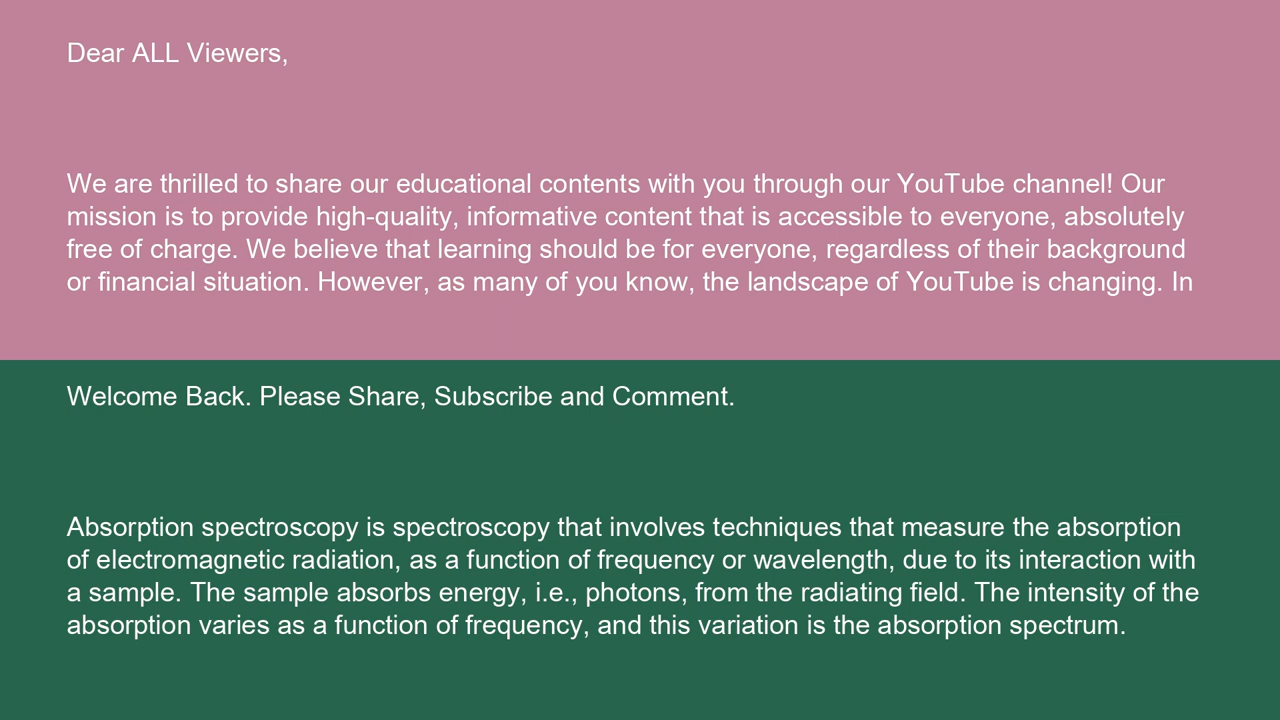 Dear ALL Viewers,
We are thrilled to share our educational contents with you through our YouTube channel! Our
mission is to provide high-quality, informative content that is accessible to everyone, absolutely
free of charge. We believe that learning should be for everyone, regardless of their background
or financial situation. However, as many of you know, the landscape of YouTube is changing. In
Welcome Back. Please Share, Subscribe and Comment.
Absorption spectroscopy is spectroscopy that involves techniques that measure the absorption
of electromagnetic radiation, as a function of frequency or wavelength, due to its interaction with
a sample. The sample absorbs energy, i.e., photons, from the radiating field. The intensity of the
absorption varies as a function of frequency, and this variation is the absorption spectrum.